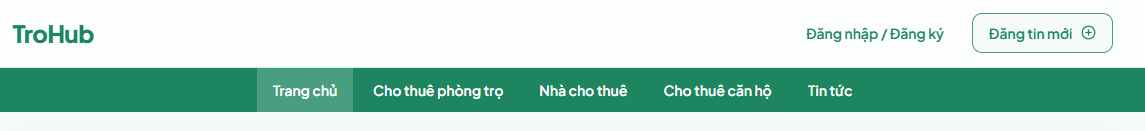 TroHub
Đăng nhập / Đăng ký
Đăng tin mới
Trang chủ
Cho thuê phòng trọ
Nhà cho thuê
Cho thuê căn hộ
Tin tức